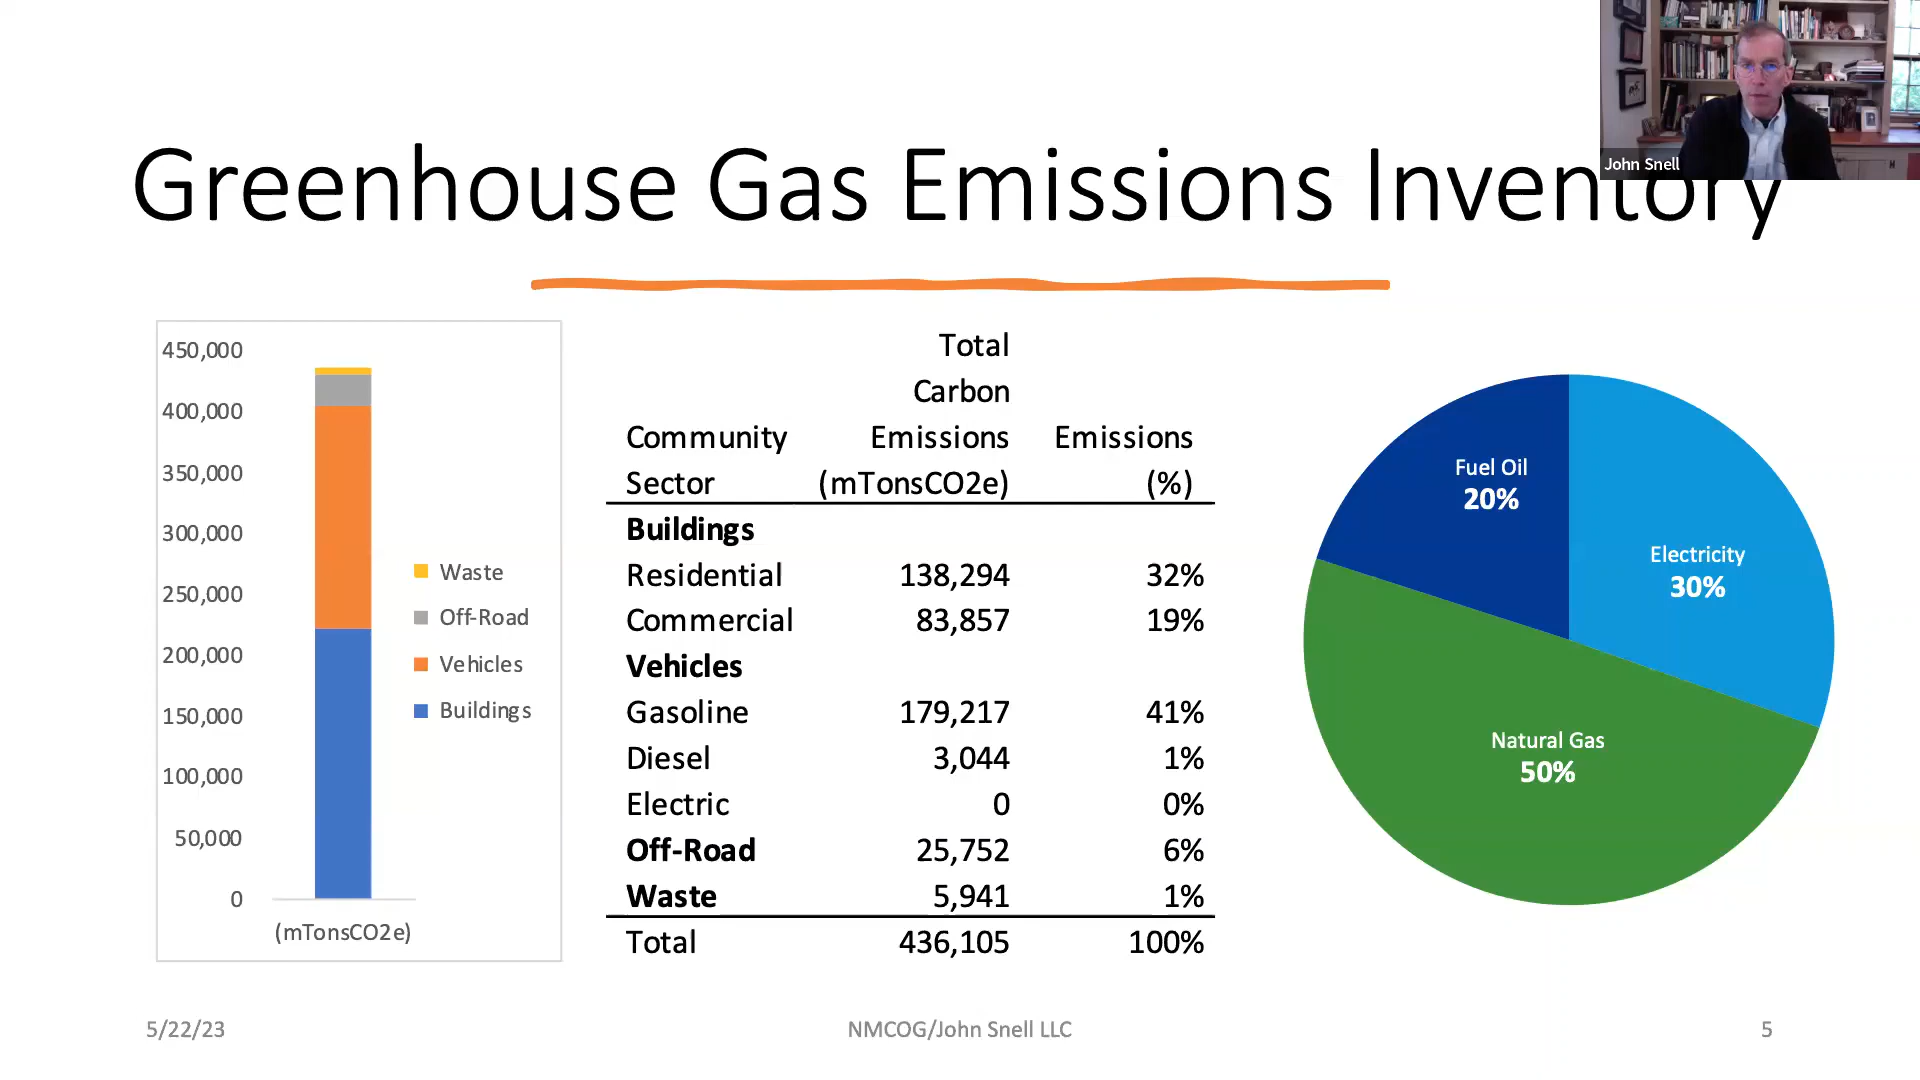 John Snell
Greenhouse Gas Emissions Inventory
450,000
400,000
350,000
300,000
250,000
200,000
150,000
100,000
50,000
0
(mTonsCO2e)
Waste
Off-Road
Vehicles
Buildings
Total
Carbon
Community Emissions Emissions
Sector (mTonsCO2e) (%)
Buildings
Residential 138,294 32%
Commercial 83,857 19%
Vehicles
Gasoline 179,217 41%
Diesel 3,044 1%
Electric 0 0%
Off-Road 25,752 6%
Waste 5,941 1%
Total 436,105 100%
Fuel Oil
20%
Electricity
30%
Natural Gas
50%
5/22/23
NMCOG/John Snell LLC
5